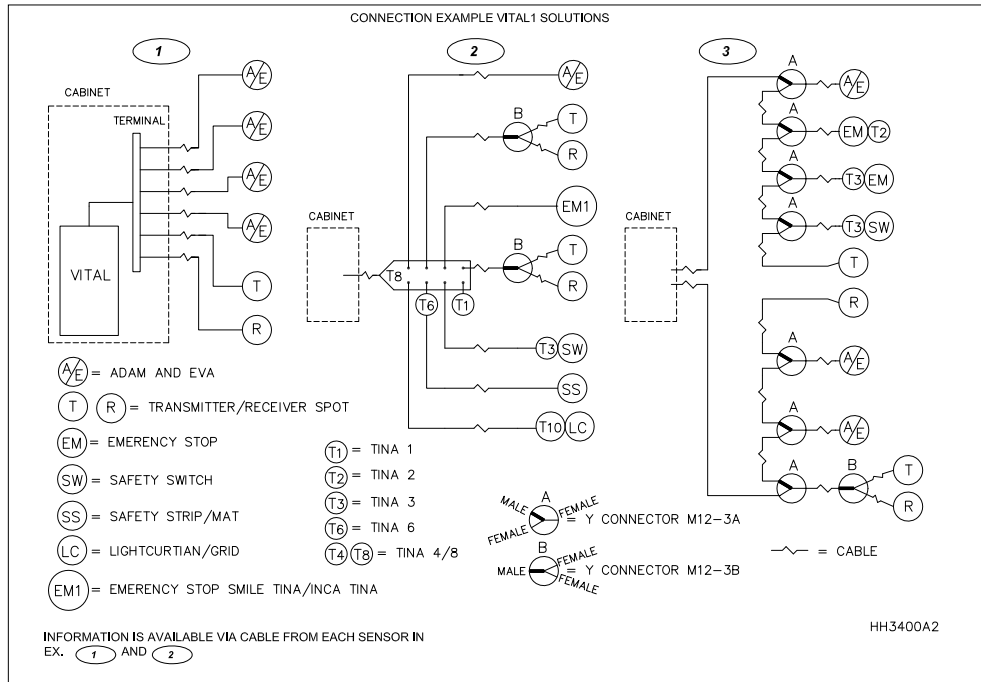 CONNECTION EXAMPLE VITAL1 SOLUTIONS
1
CABINET
TERMINAL
VITAL
A/E
A/E
A/E
A/E
T
R
2
CABINET
T8
A/E
B
T
R
EM1
B
T
R
T6
T1
T3 SW
SS
T10 LC
3
CABINET
A
A/E
A
EM T2
A
T3 EM
A
T3 SW
T
R
A
A/E
A
A/E
A
B
T
R
A/E = ADAM AND EVA
T R = TRANSMITTER/RECEIVER SPOT
EM = EMERENCY STOP
SW = SAFETY SWITCH
SS = SAFETY STRIP/MAT
LC = LIGHTCURTIAN/GRID
EM1 = EMERENCY STOP SMILE TINA/INCA TINA
T1 = TINA 1
T2 = TINA 2
T3 = TINA 3
T6 = TINA 6
T4 T8 = TINA 4/8
A
MALE FEMALE
FEMALE
= Y CONNECTOR M12-3A
B
MALE FEMALE
FEMALE
= Y CONNECTOR M12-3B
= CABLE
HH3400A2
INFORMATION IS AVAILABLE VIA CABLE FROM EACH SENSOR IN
EX. 1 AND 2